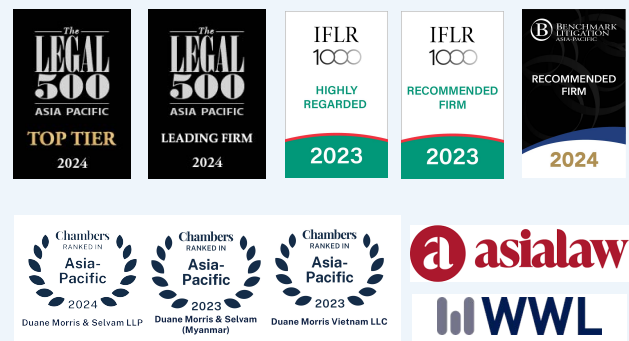 The
LEGAL
500
ASIA PACIFIC
TOP TIER
2024
The
LEGAL
500
ASIA PACIFIC
LEADING FIRM
2024
IFLR
1000
HIGHLY
REGARDED
2023
IFLR
1000
RECOMMENDED
FIRM
2023
B BENCHMARK
LITIGATION
ASIA-PACIFIC
RECOMMENDED
FIRM
2024
Chambers
RANKED IN
Asia-
Pacific
2024
Duane Morris & Selvam LLP
Chambers
RANKED IN
Asia-
Pacific
2023
Duane Morris & Selvam
(Myanmar)
Chambers
RANKED IN
Asia-
Pacific
2023
Duane Morris Vietnam LLC
a asialaw
WWL